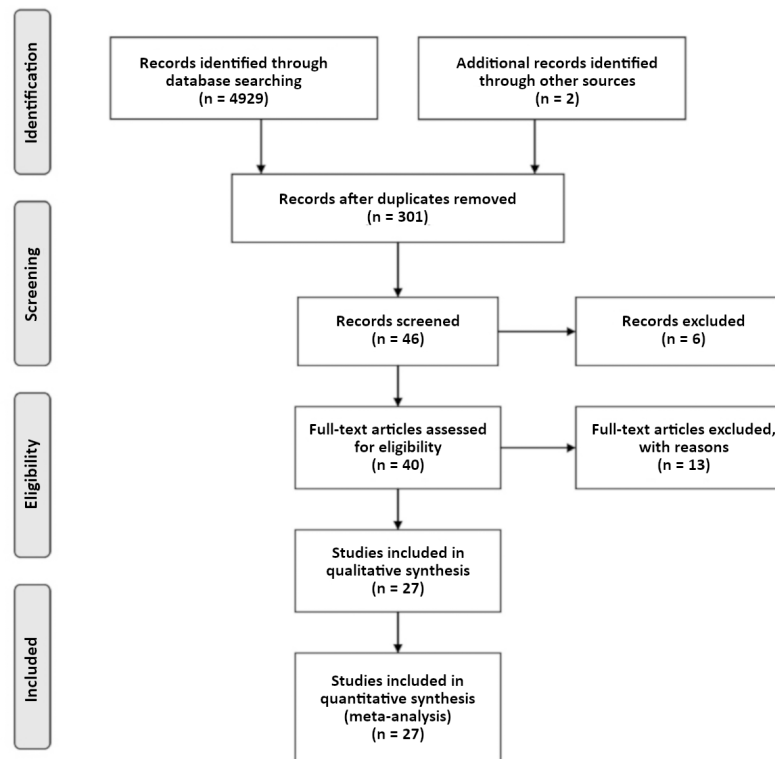 Identification
Records identified through
database searching
(n = 4929)
Additional records identified
through other sources
(n = 2)
Records after duplicates removed
(n = 301)
Screening
Records screened
(n = 46)
Records excluded
(n = 6)
Eligibility
Full-text articles assessed
for eligibility
(n = 40)
Full-text articles excluded,
with reasons
(n = 13)
Studies included in
qualitative synthesis
(n = 27)
Included
Studies included in
quantitative synthesis
(meta-analysis)
(n = 27)